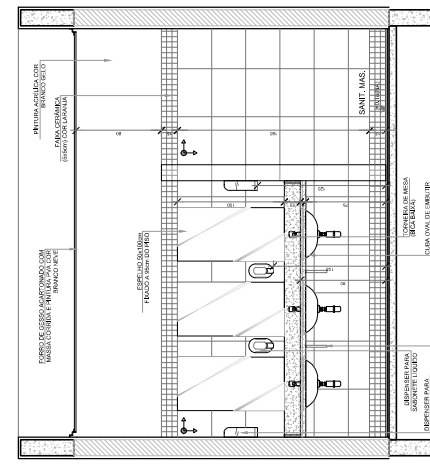 PINTURA ACRÍLICA COR
BRANCO GELO
FAIXA CERÂMICA
(5x5cm) COR LARANJA
FORRO DE GESSO ACARTONADO COM
MASSA CORRIDA E PINTURA PVA COR
BRANCO NEVE
ESPELHO 50x100cm
FIXADO A 95cm DO PISO
SANIT. MAS.
TORNEIRA DE MESA
(BICA BAIXA)
CUBA OVAL DE EMBUTIR
DISPENSER PARA
SABONETE LÍQUIDO
DISPENSER PARA